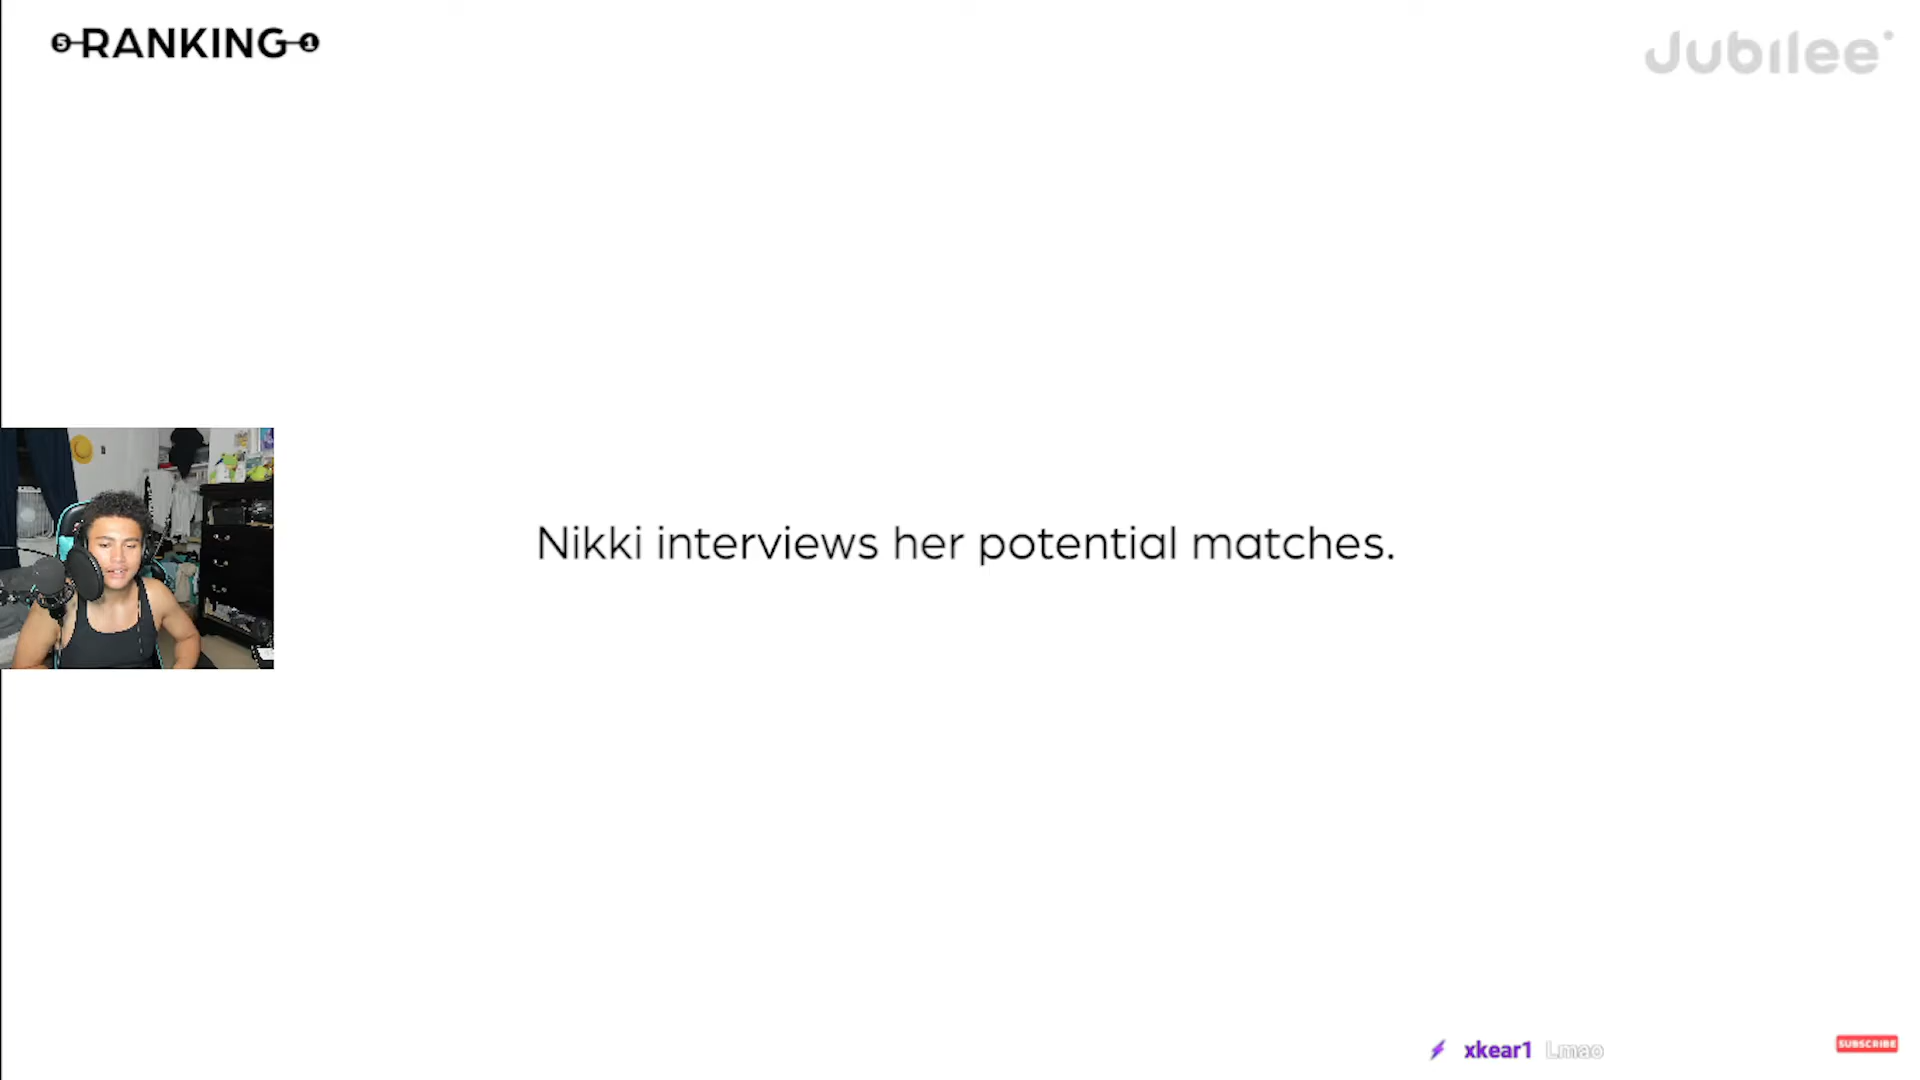 5 RANKING 1
Jubilee
Nikki interviews her potential matches.
xkear1 Lmao
SUBSCRIBE